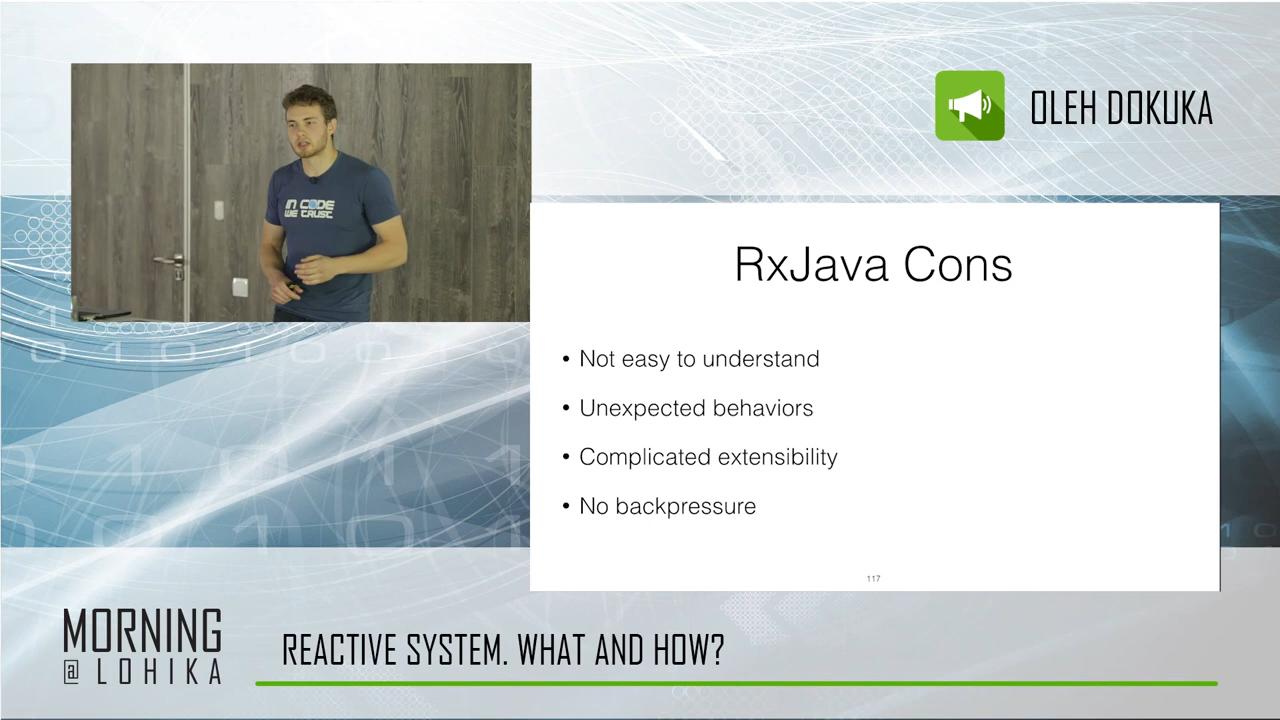 OLEH DOKUKA
IN CODE
WE TRUST
RxJava Cons
• Not easy to understand
• Unexpected behaviors
• Complicated extensibility
• No backpressure
117
MORNING
@ LOHIKA
REACTIVE SYSTEM. WHAT AND HOW?